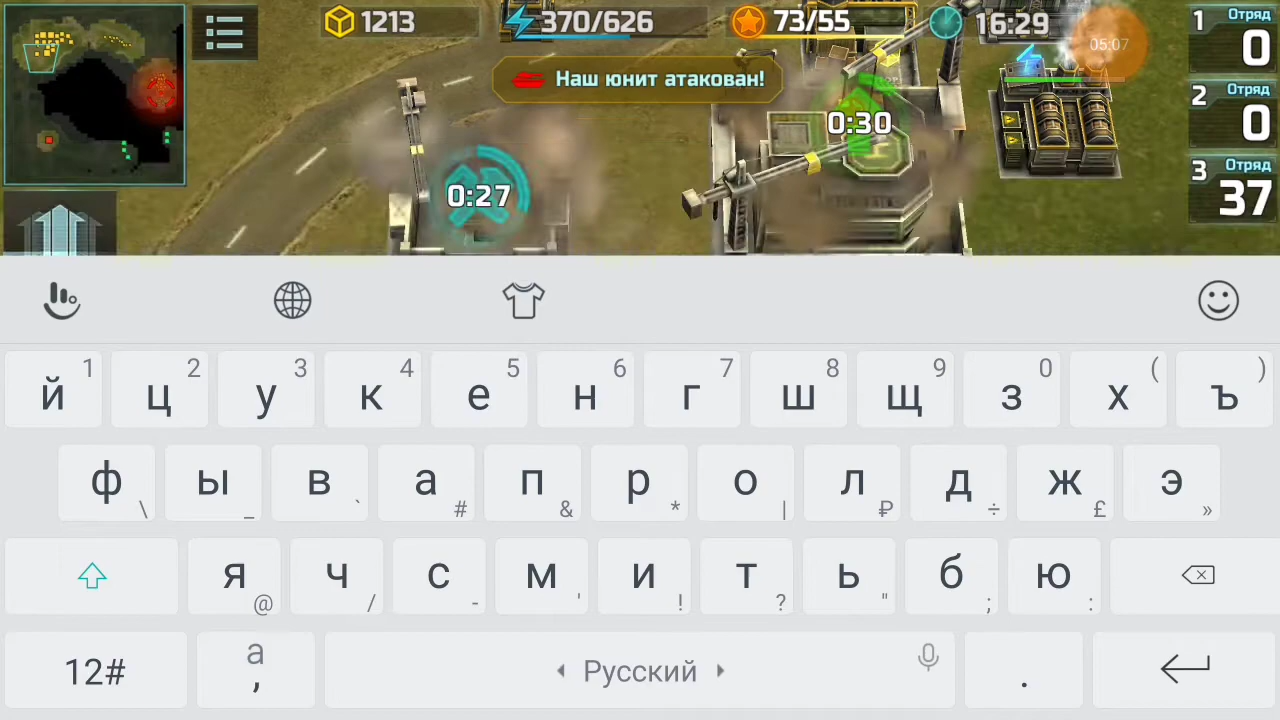 1213
370/626
73/55
16:29
05:07
Наш юнит атакован!
0:27
0:30
1 Отряд 0
2 Отряд 0
3 Отряд 37
й 1 ц 2 у 3 к 4 е 5 н 6 г 7 ш 8 щ 9 з 0 х ( ъ )
ф \ ы _ в ` а # п & р * о | л ₽ д ÷ ж £ э »
я @ ч / с - м ' и ! т ? ь " б ; ю :
12# а , Русский .